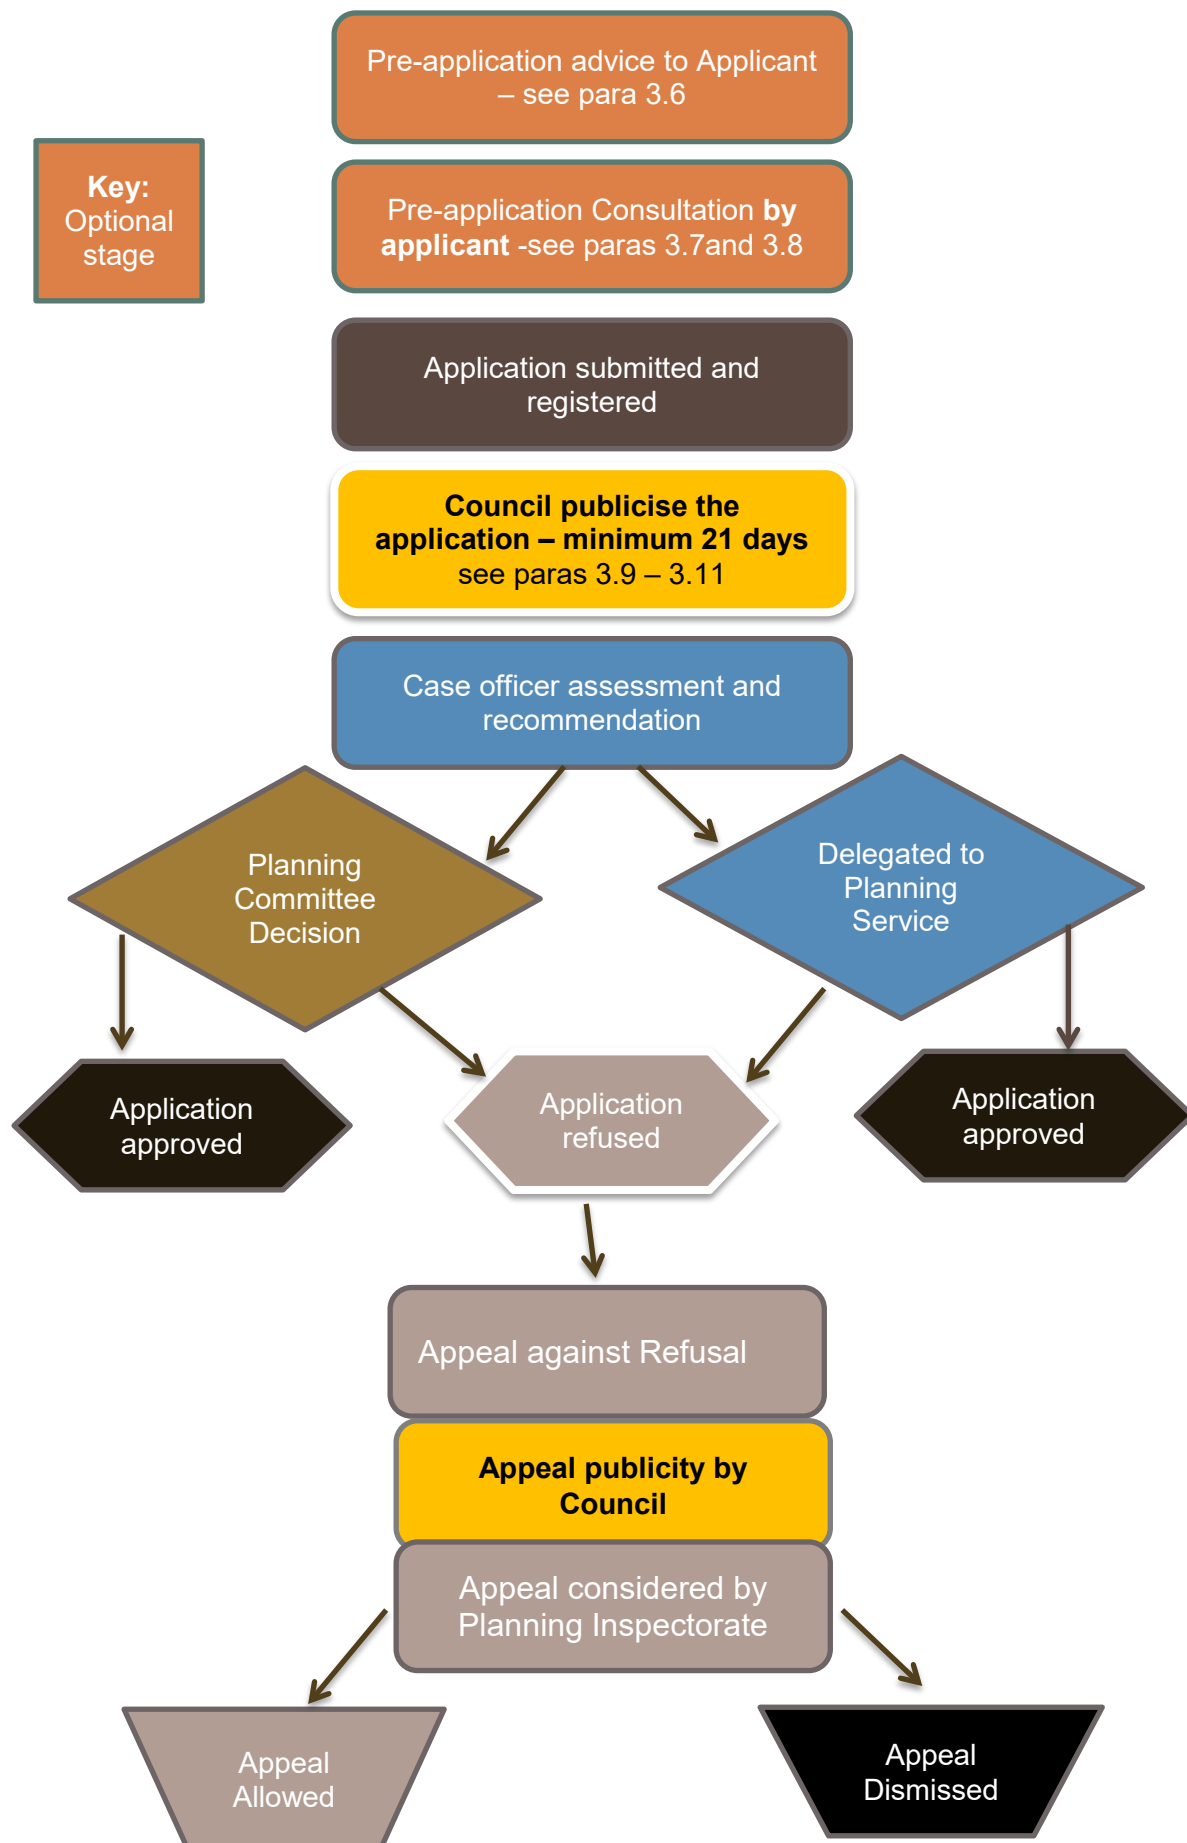 Pre-application advice to Applicant
– see para 3.6
Key:
Optional
stage
Pre-application Consultation by
applicant -see paras 3.7and 3.8
Application submitted and
registered
Council publicise the
application – minimum 21 days
see paras 3.9 – 3.11
Case officer assessment and
recommendation
Planning
Committee
Decision
Delegated to
Planning
Service
Application
approved
Application
refused
Application
approved
Appeal against Refusal
Appeal publicity by
Council
Appeal considered by
Planning Inspectorate
Appeal
Allowed
Appeal
Dismissed